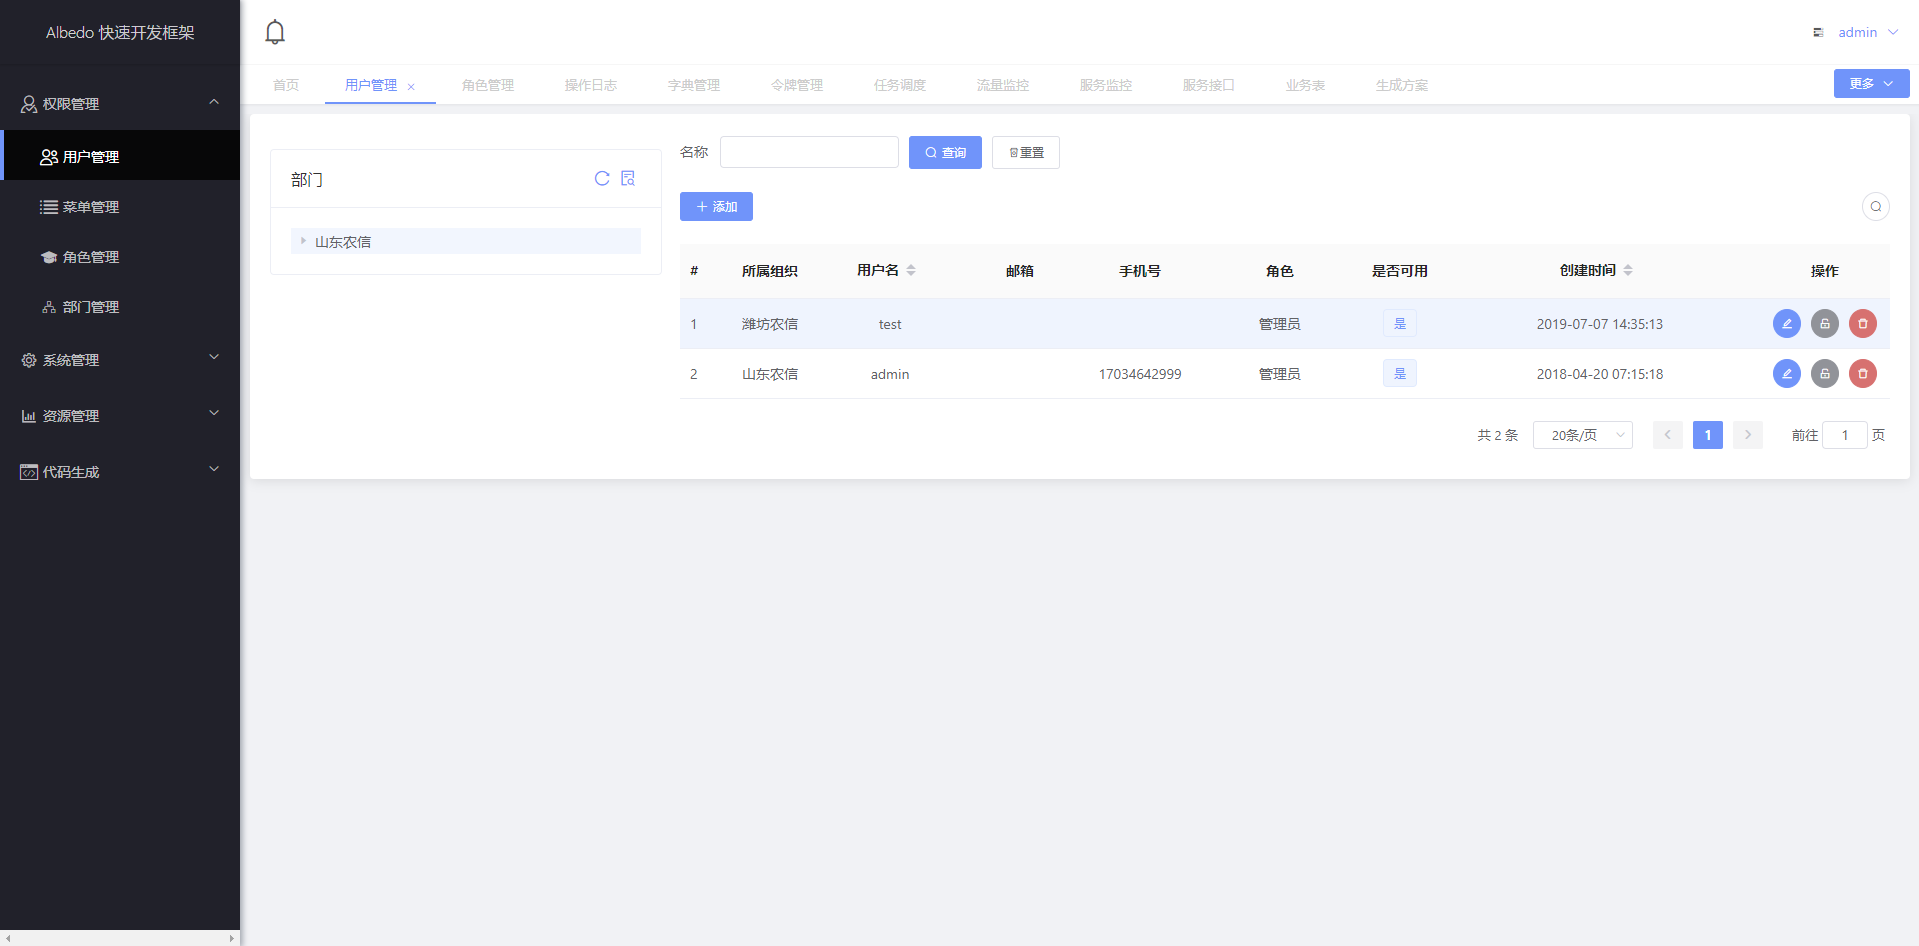 Albedo 快速开发框架
权限管理
用户管理
菜单管理
角色管理
部门管理
系统管理
资源管理
代码生成
admin
首页 用户管理 角色管理 操作日志 字典管理 令牌管理 任务调度 流量监控 服务监控 服务接口 业务表 生成方案 更多
部门
山东农信
名称 查询 重置
添加
# 所属组织 用户名 邮箱 手机号 角色 是否可用 创建时间 操作
1 潍坊农信 test 管理员 是 2019-07-07 14:35:13
2 山东农信 admin 17034642999 管理员 是 2018-04-20 07:15:18
共 2 条 20条/页 1 前往 1 页